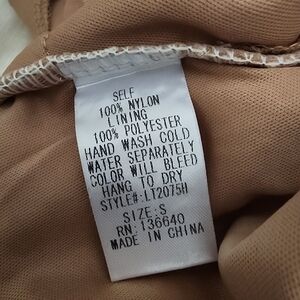 SELF
100% NYLON
LINING
100% POLYESTER
HAND WASH COLD
WATER SEPARATELY
COLOR WILL BLEED
HANG TO DRY
STYLE#:LT2075H
SIZE:S
RN:136640
MADE IN CHINA